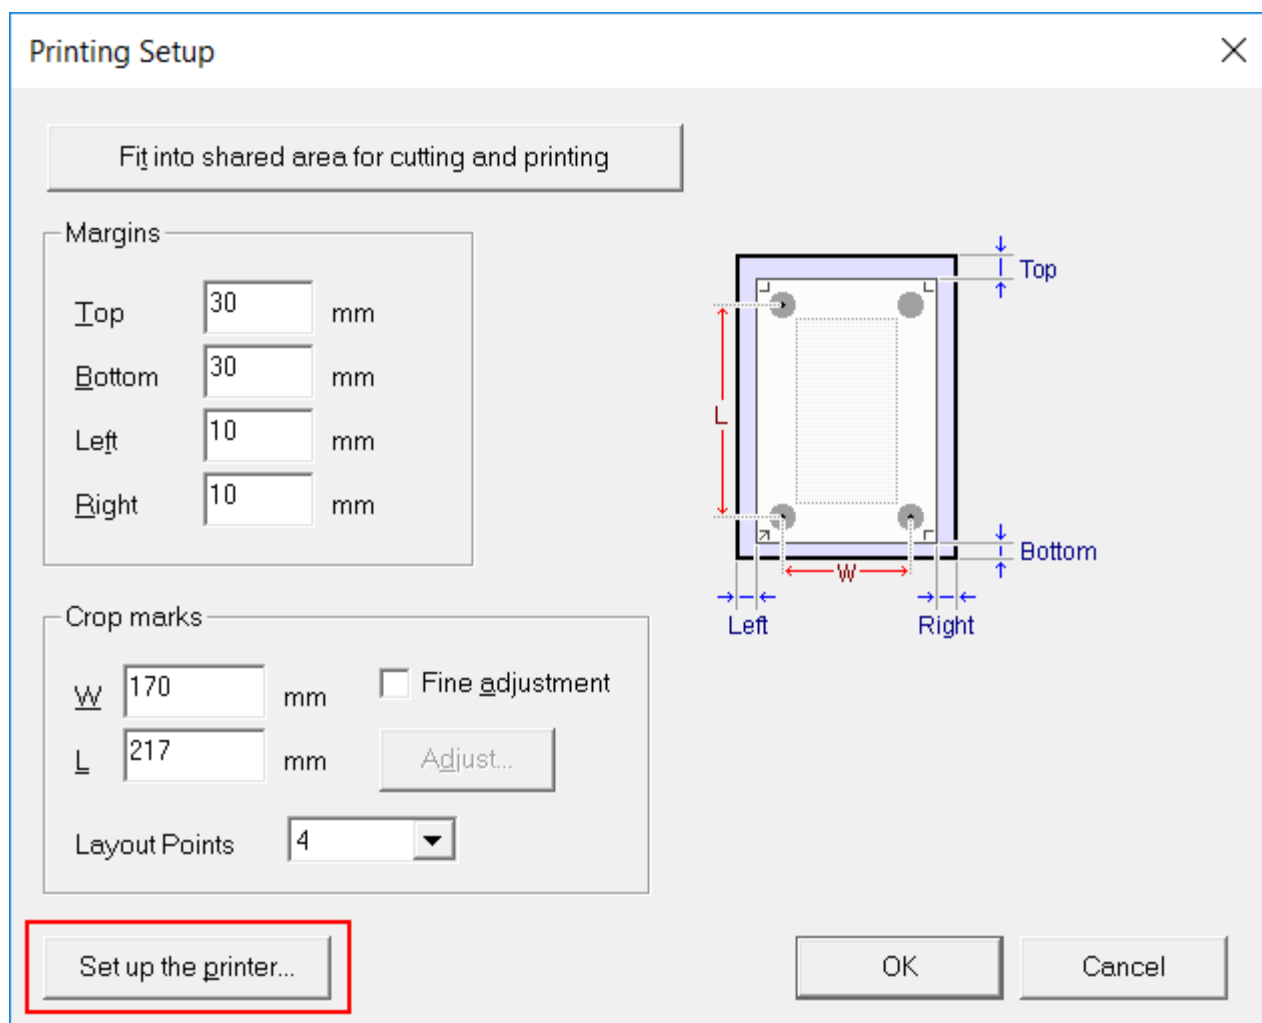 Printing Setup
Fit into shared area for cutting and printing
Margins
Top 30 mm
Bottom 30 mm
Left 10 mm
Right 10 mm
Top
L
W
Bottom
Left Right
Crop marks
W 170 mm Fine adjustment
L 217 mm Adjust...
Layout Points 4
Set up the printer... OK Cancel